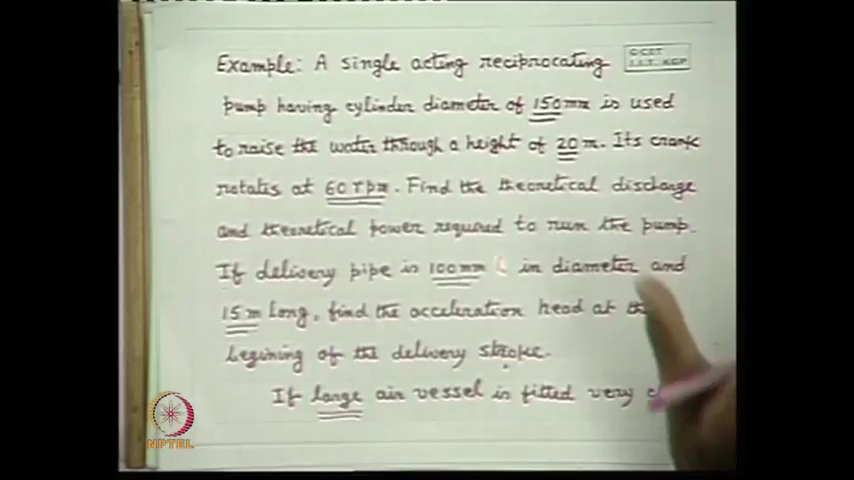 Example: A single acting reciprocating
© CET
I.I.T. KGP
pump having cylinder diameter of 150mm is used
to raise the water through a height of 20m. Its crank
rotates at 60 rpm. Find the theoretical discharge
and theoretical power required to run the pump.
If delivery pipe is 100mm in diameter and
15m long, find the acceleration head at
begining of the delivery stroke.
If large air vessel is fitted very
NPTEL